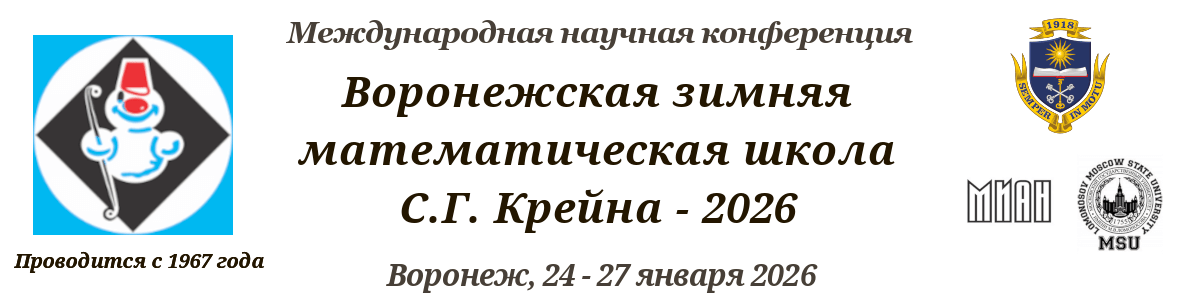 Международная научная конференция
Воронежская зимняя
математическая школа
С.Г. Крейна - 2026
Воронеж, 24 - 27 января 2026
Проводится с 1967 года
1918
SEMPER IN MOTU
МИАН
LOMONOSOV MOSCOW STATE UNIVERSITY
1755
MSU